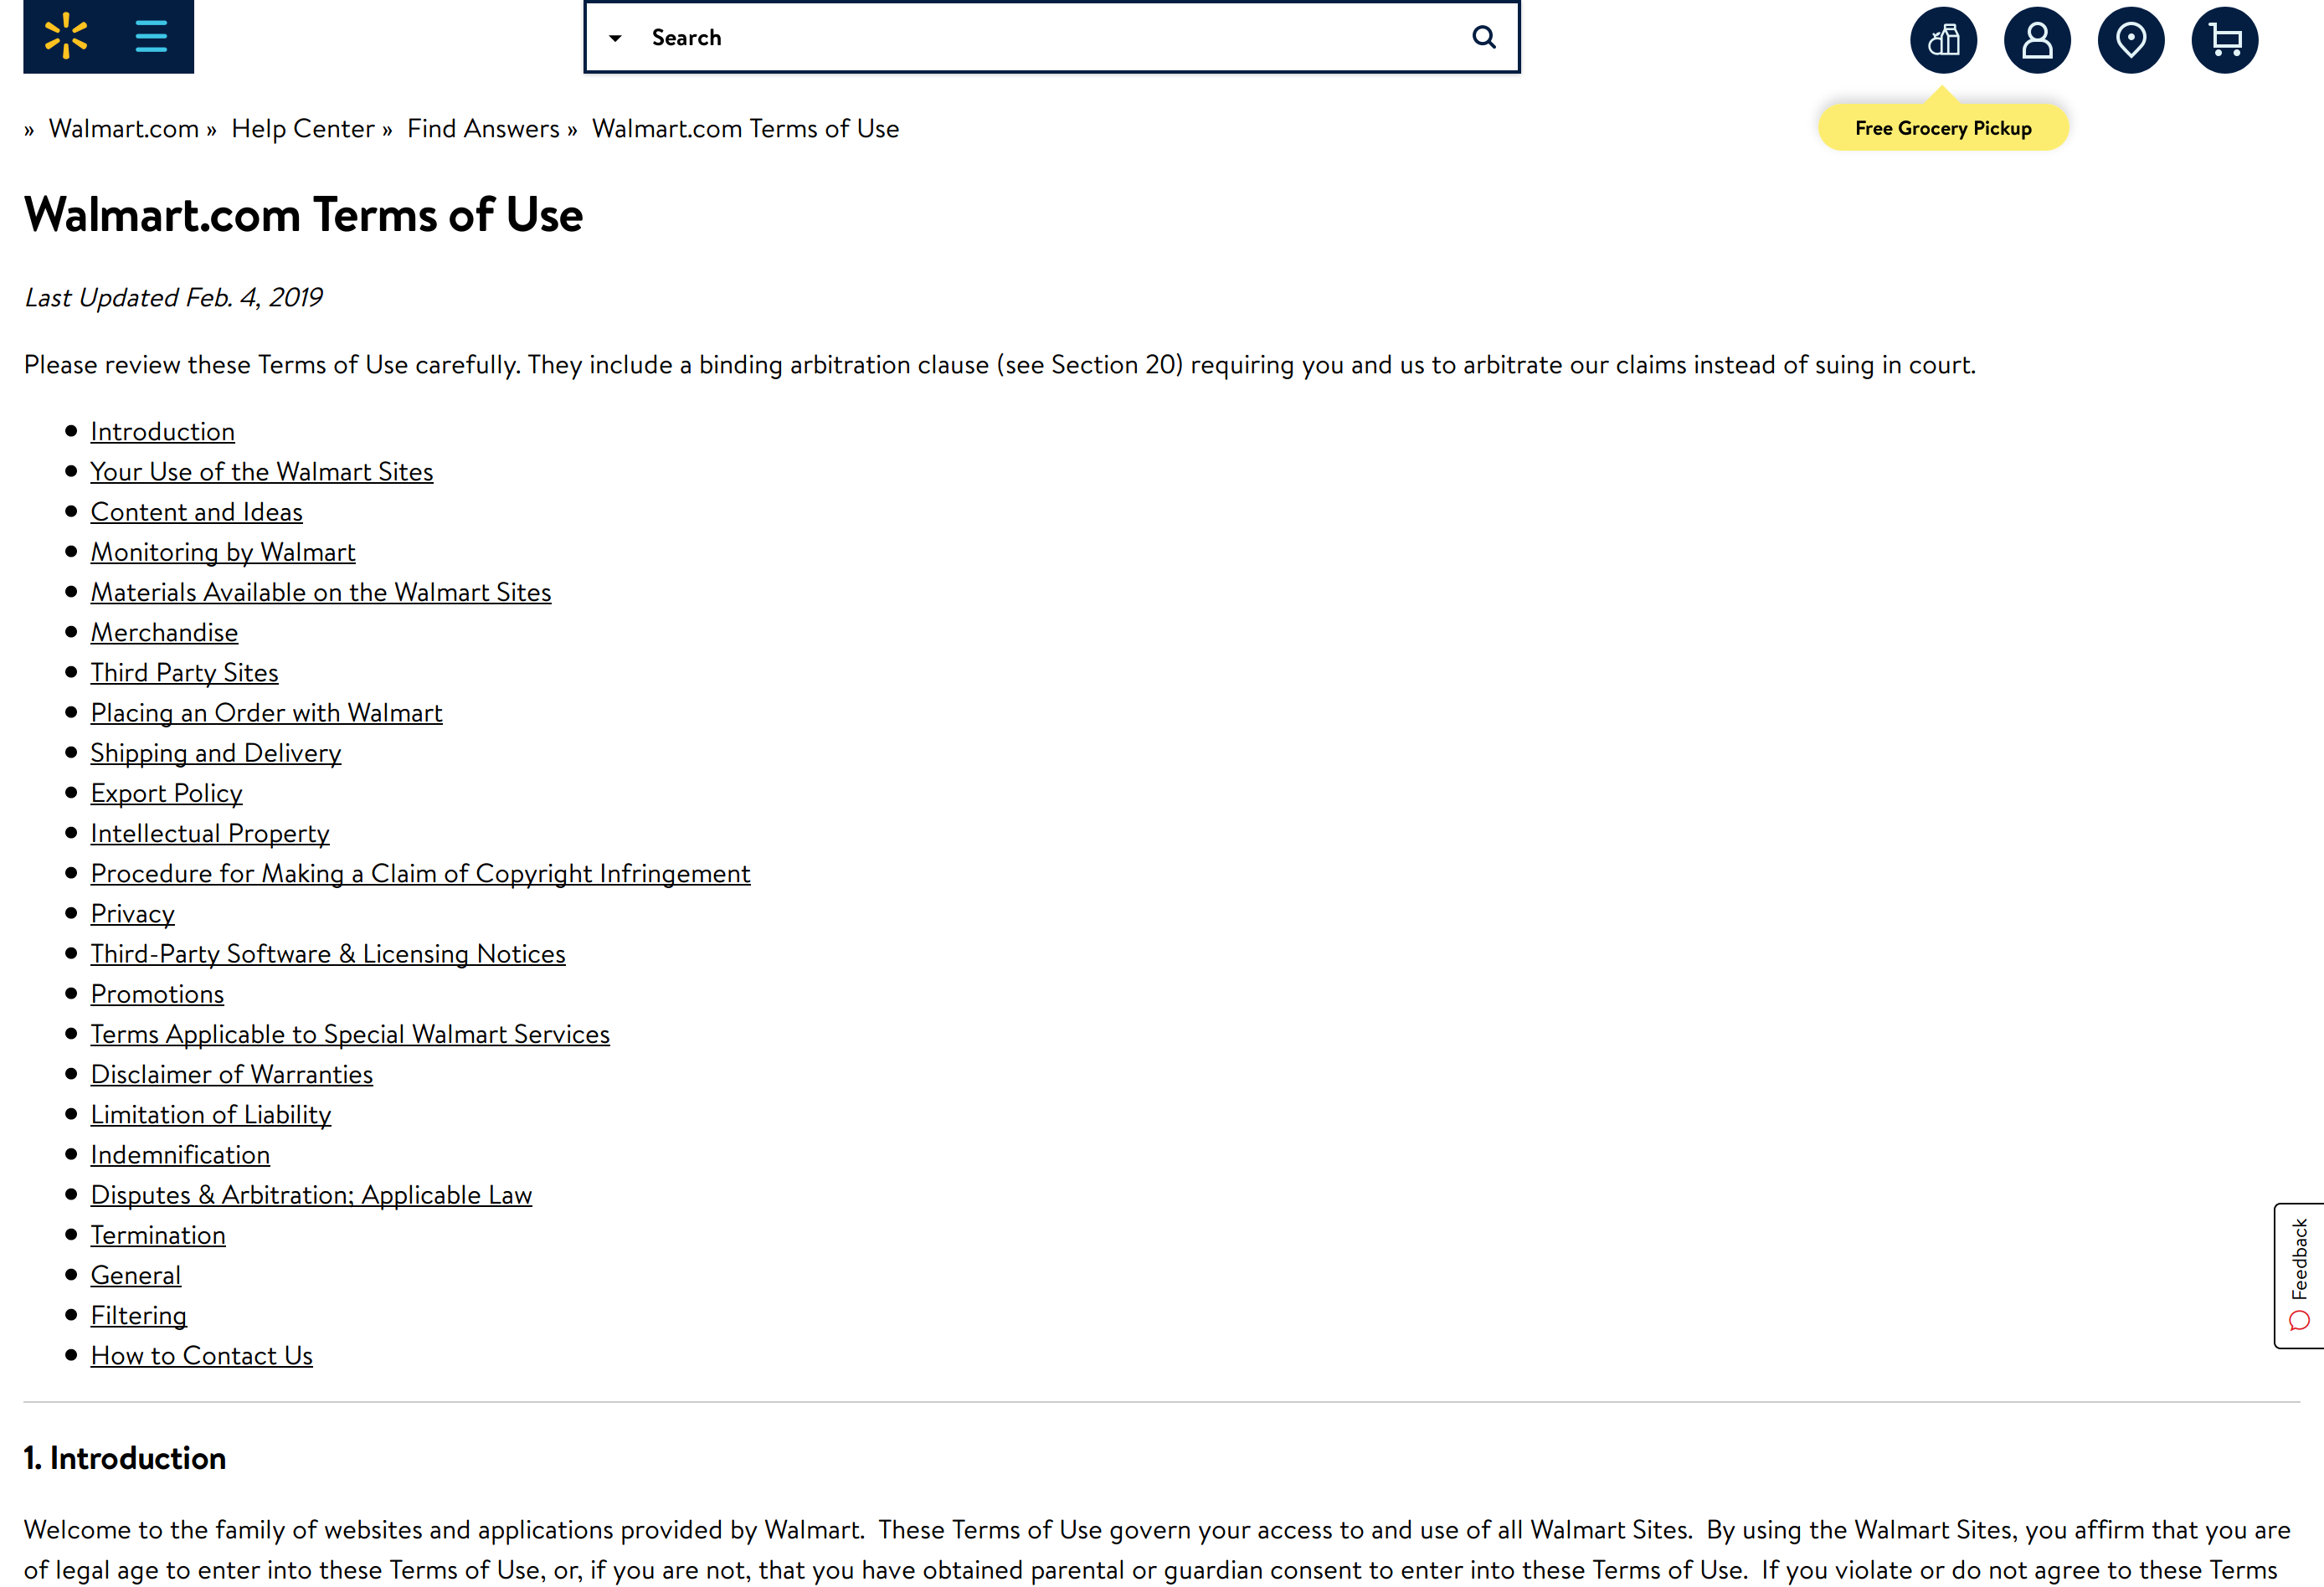 Search
» Walmart.com » Help Center » Find Answers » Walmart.com Terms of Use
Free Grocery Pickup
Walmart.com Terms of Use
Last Updated Feb. 4, 2019
Please review these Terms of Use carefully. They include a binding arbitration clause (see Section 20) requiring you and us to arbitrate our claims instead of suing in court.
Introduction
Your Use of the Walmart Sites
Content and Ideas
Monitoring by Walmart
Materials Available on the Walmart Sites
Merchandise
Third Party Sites
Placing an Order with Walmart
Shipping and Delivery
Export Policy
Intellectual Property
Procedure for Making a Claim of Copyright Infringement
Privacy
Third-Party Software & Licensing Notices
Promotions
Terms Applicable to Special Walmart Services
Disclaimer of Warranties
Limitation of Liability
Indemnification
Disputes & Arbitration; Applicable Law
Termination
General
Filtering
How to Contact Us
Feedback
1. Introduction
Welcome to the family of websites and applications provided by Walmart.  These Terms of Use govern your access to and use of all Walmart Sites.  By using the Walmart Sites, you affirm that you are
of legal age to enter into these Terms of Use, or, if you are not, that you have obtained parental or guardian consent to enter into these Terms of Use.  If you violate or do not agree to these Terms